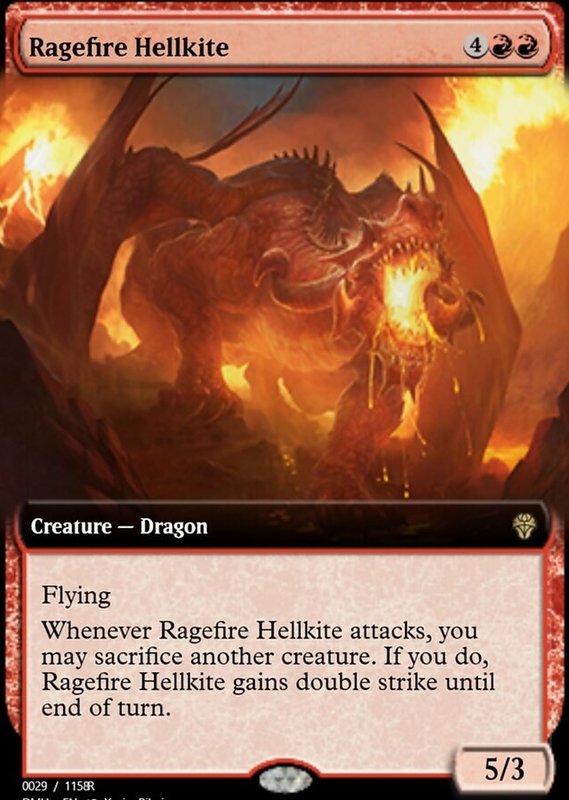 Ragefire Hellkite 4
Creature — Dragon
Flying
Whenever Ragefire Hellkite attacks, you
may sacrifice another creature. If you do,
Ragefire Hellkite gains double strike until
end of turn.
5/3
0029 / 1158R